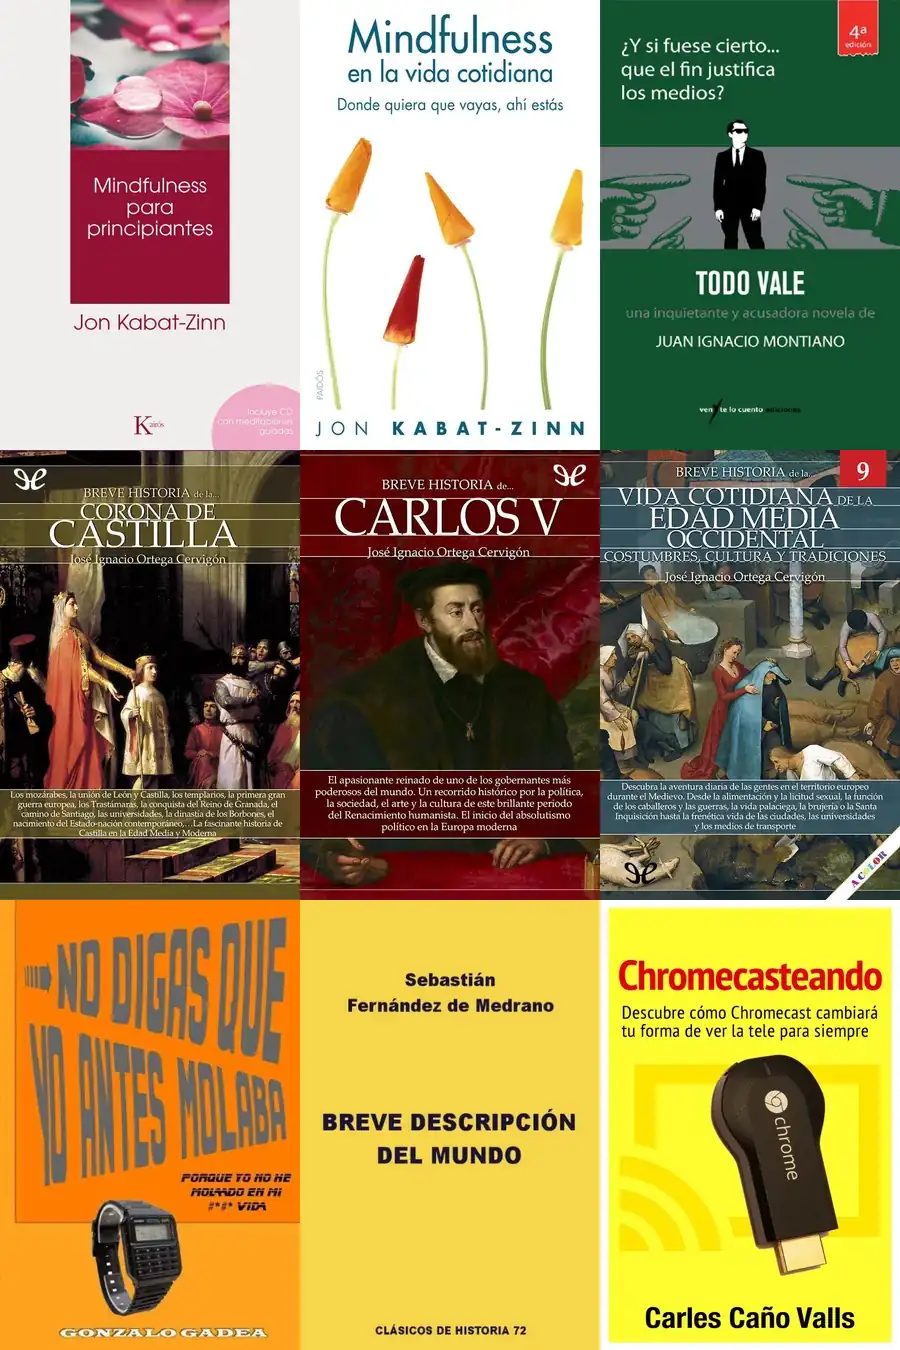 Mindfulness
para
principiantes
Jon Kabat-Zinn
Kairós
Incluye CD
con meditaciones
guiadas
Mindfulness
en la vida cotidiana
Donde quiera que vayas, ahí estás
PAIDÓS
JON KABAT-ZINN
4ª
edición
¿Y si fuese cierto...
que el fin justifica
los medios?
TODO VALE
una inquietante y acusadora novela de
JUAN IGNACIO MONTIANO
ven y te lo cuento ediciones
BREVE HISTORIA de la...
CORONA DE
CASTILLA
José Ignacio Ortega Cervigón
Los mozárabes, la unión de León y Castilla, los templarios, la primera gran
guerra europea, los Trastámaras, la conquista del Reino de Granada, el
camino de Santiago, las universidades, la dinastía de los Borbones, el
nacimiento del Estado-nación contemporáneo,...La fascinante historia de
Castilla en la Edad Media y Moderna
BREVE HISTORIA de...
CARLOS V
José Ignacio Ortega Cervigón
El apasionante reinado de uno de los gobernantes más
poderosos del mundo. Un recorrido histórico por la política,
la sociedad, el arte y la cultura de este brillante periodo
del Renacimiento humanista. El inicio del absolutismo
político en la Europa moderna
9
BREVE HISTORIA de la...
VIDA COTIDIANA DE LA
EDAD MEDIA
OCCIDENTAL
COSTUMBRES, CULTURA Y TRADICIONES
José Ignacio Ortega Cervigón
Descubra la aventura diaria de las gentes en el territorio europeo
durante el Medievo. Desde la alimentación y la licitud sexual, la función
de los caballeros y las guerras, la vida palaciega, la brujería o la Santa
Inquisición hasta la frenética vida de las ciudades, las universidades
y los medios de transporte
A COLOR
NO DIGAS QUE
YO ANTES MOLABA
PORQUE YO NO HE
MOLADO EN MI
#*#* VIDA
GONZALO GADEA
Sebastián
Fernández de Medrano
BREVE DESCRIPCIÓN
DEL MUNDO
CLÁSICOS DE HISTORIA 72
Chromecasteando
Descubre cómo Chromecast cambiará
tu forma de ver la tele para siempre
chrome
Carles Caño Valls